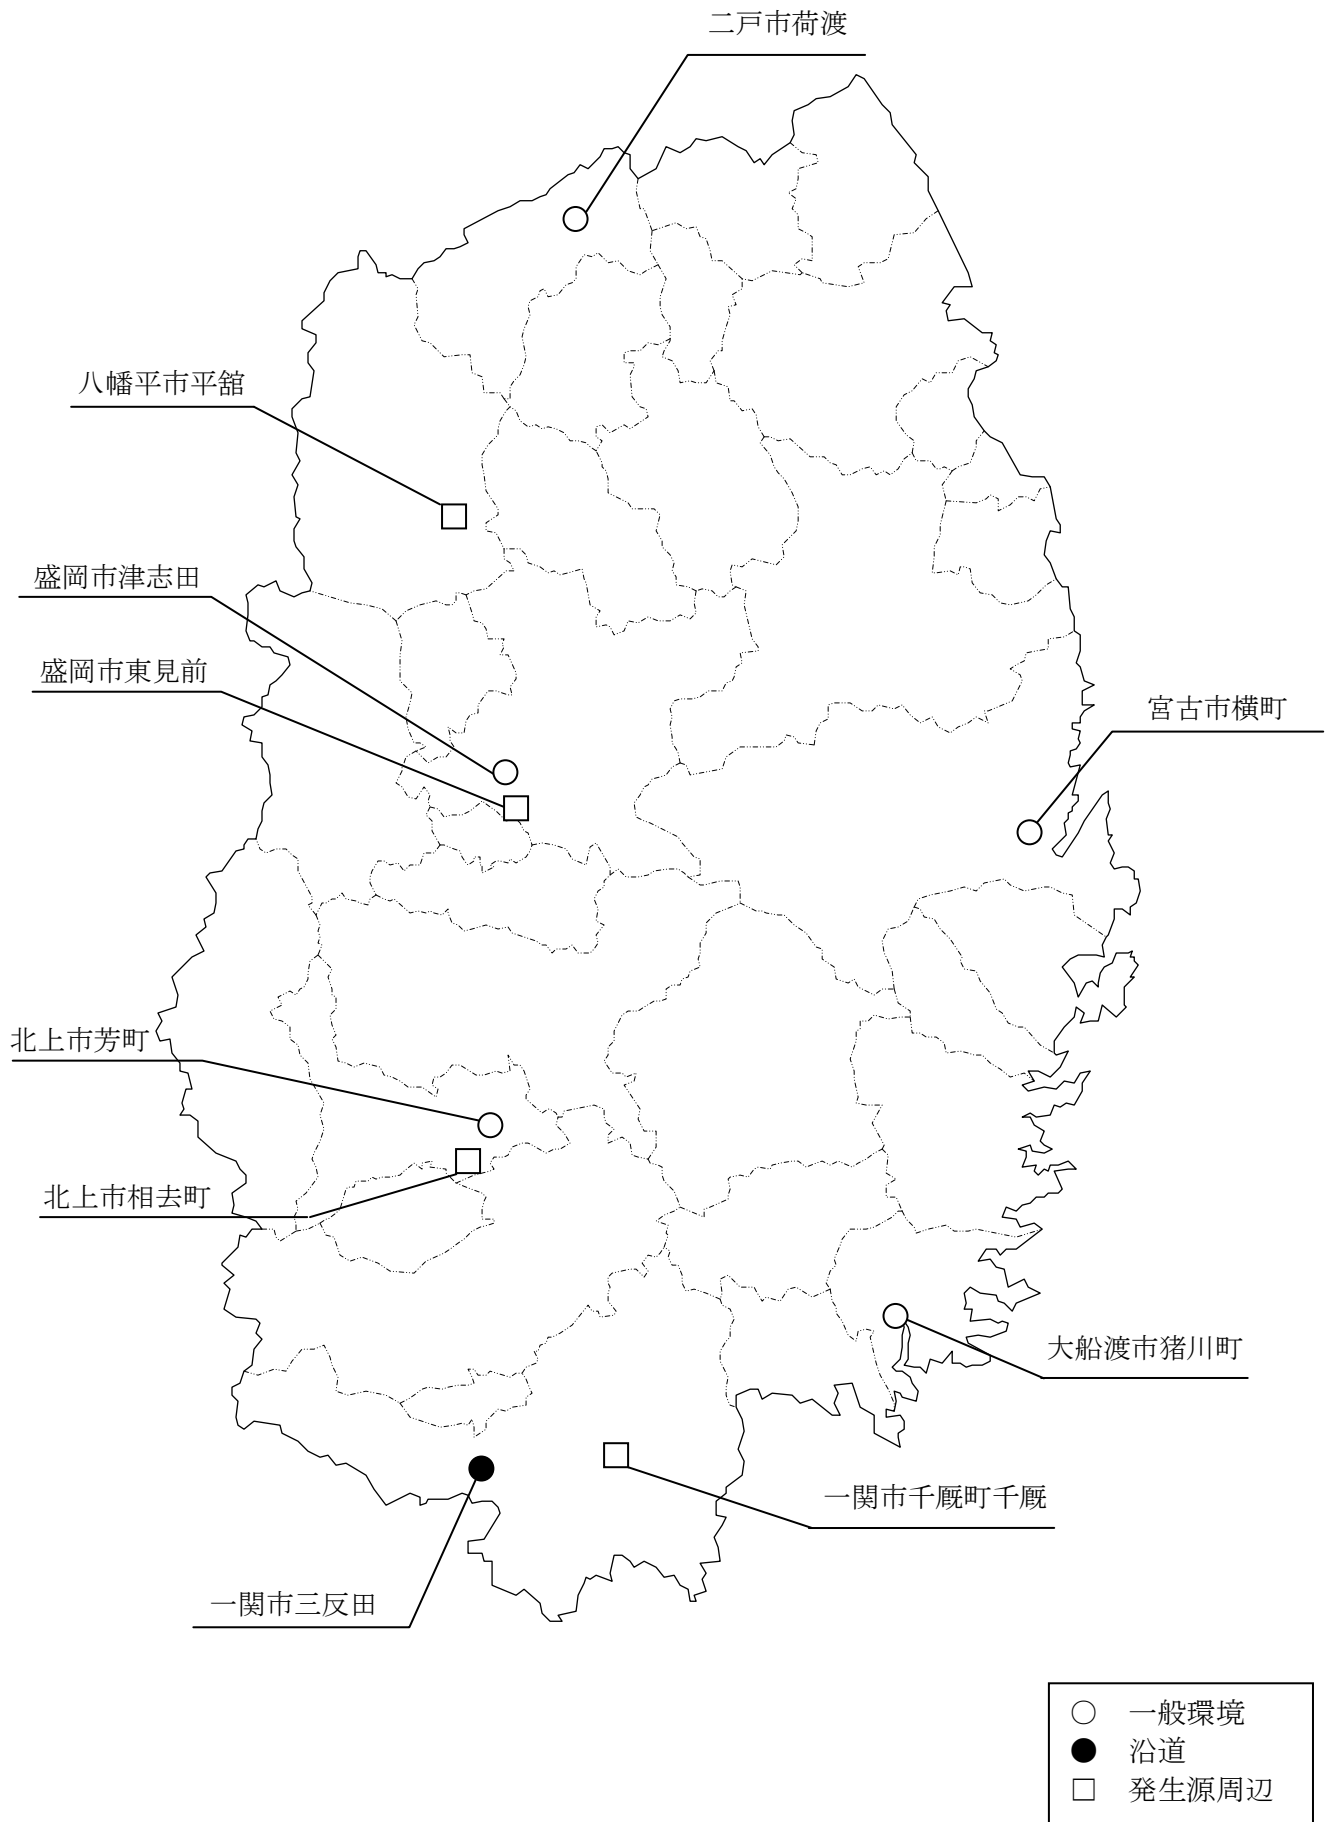 二戸市荷渡
八幡平市平舘
盛岡市津志田
盛岡市東見前
宮古市横町
北上市芳町
北上市相去町
大船渡市猪川町
一関市千厩町千厩
一関市三反田
○ 一般環境
● 沿道
□ 発生源周辺